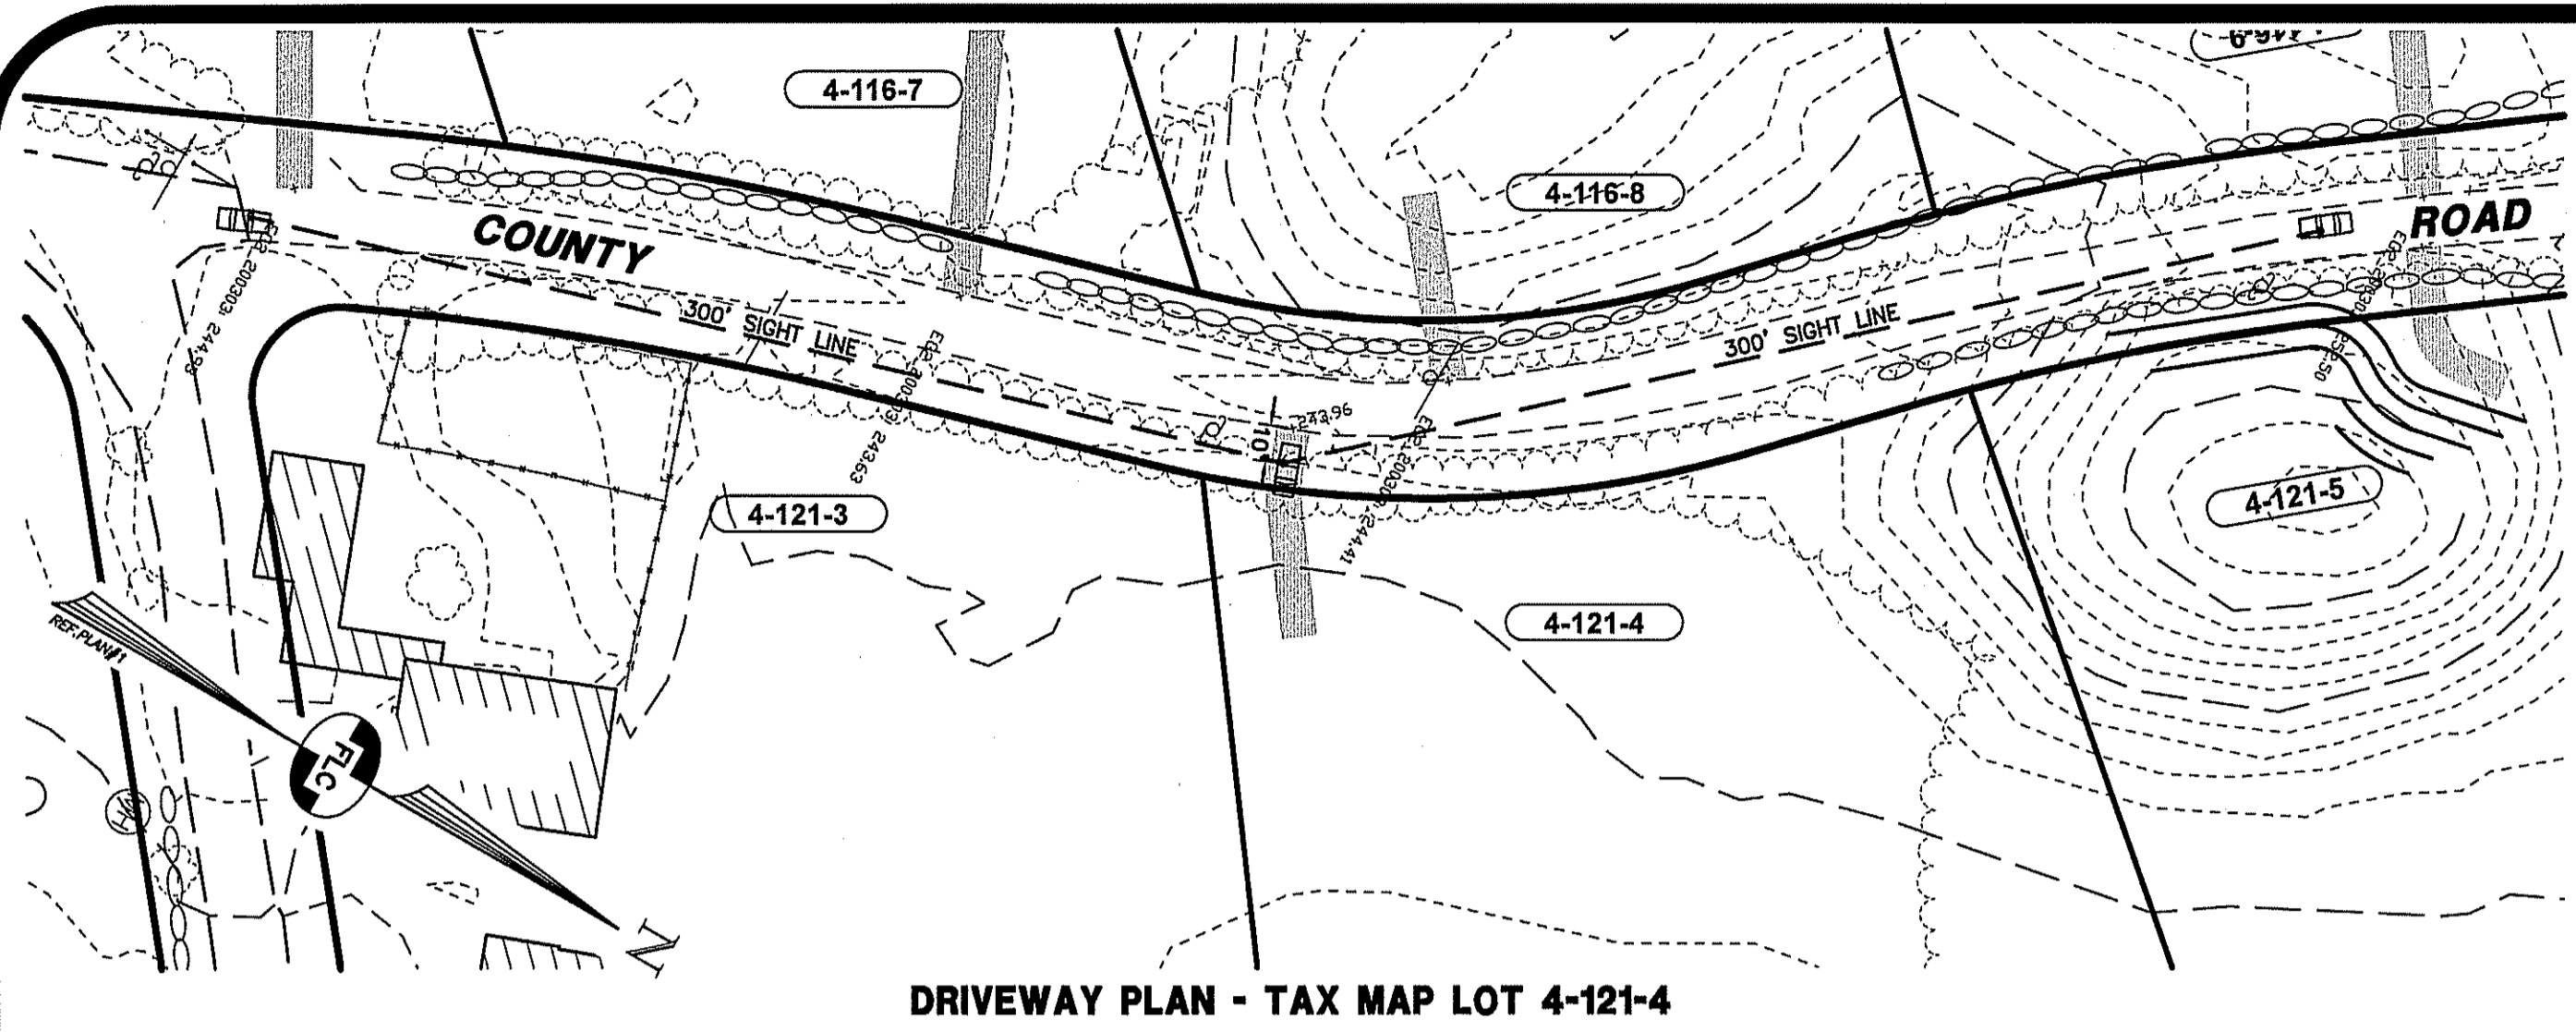 4-116-7
4-116-8
COUNTY
ROAD
300' SIGHT LINE
300' SIGHT LINE
10'
243.96
4-121-3
4-121-4
4-121-5
REF. PLAN#1
FLC
N
WH
DRIVEWAY PLAN - TAX MAP LOT 4-121-4